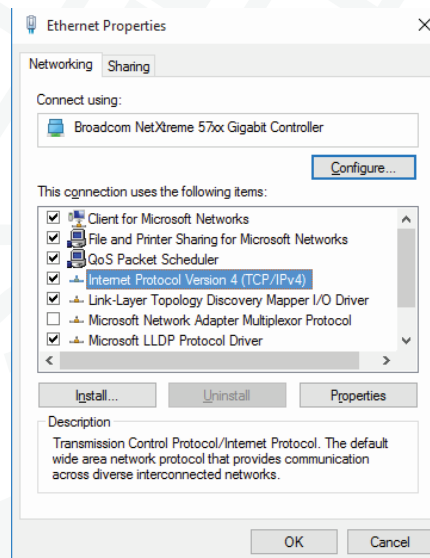 Ethernet Properties
Networking
Sharing
Connect using:
Broadcom NetXtreme 57xx Gigabit Controller
Configure...
This connection uses the following items:
Client for Microsoft Networks
File and Printer Sharing for Microsoft Networks
QoS Packet Scheduler
Internet Protocol Version 4 (TCP/IPv4)
Link-Layer Topology Discovery Mapper I/O Driver
Microsoft Network Adapter Multiplexor Protocol
Microsoft LLDP Protocol Driver
Install...
Uninstall
Properties
Description
Transmission Control Protocol/Internet Protocol. The default
wide area network protocol that provides communication
across diverse interconnected networks.
OK
Cancel